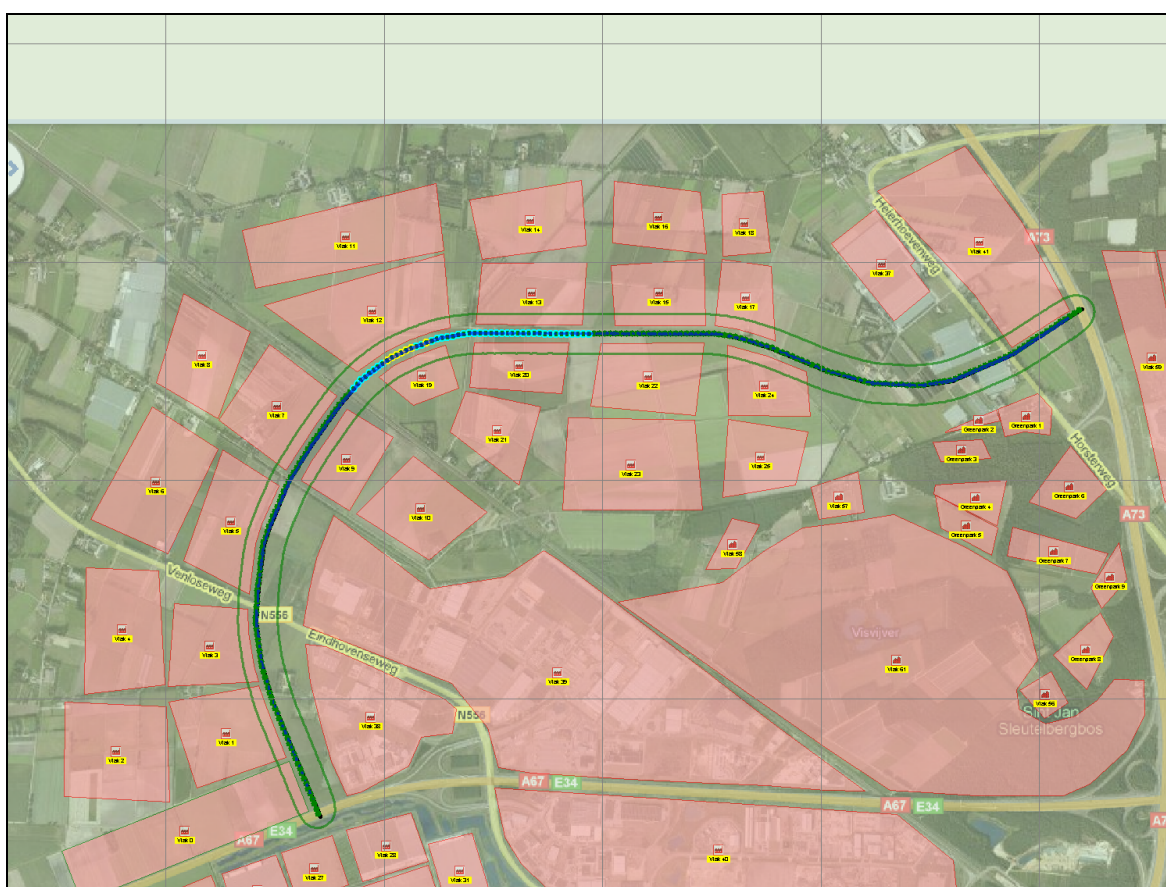 Vlak 14
Vlak 16
Vlak 18
Vlak 11
Heierhoevenweg
A73
Vlak 41
Vlak 37
Vlak 13
Vlak 15
Vlak 17
Vlak 12
Vlak 8
Vlak 59
Vlak 19
Vlak 20
Vlak 22
Vlak 24
Vlak 7
Vlak 21
Greenpark 2
Greenpark 1
Horsterweg
Vlak 9
Vlak 23
Vlak 25
Greenpark 3
Vlak 6
Greenpark 6
Vlak 10
Vlak 57
Greenpark 4
A73
Vlak 5
Greenpark 5
Vlak 58
Greenpark 7
Venloseweg
Greenpark 9
N556
Vlak 4
Eindhovenseweg
Visvijver
Vlak 3
Greenpark 8
Vlak 39
Vlak 61
Vlak 56
Sint Jan
Sleutelbergbos
N556
Vlak 38
Vlak 1
Vlak 2
A67 E34
A67 E34
A67 E34
Vlak 0
Vlak 28
Vlak 40
Vlak 27
Vlak 31